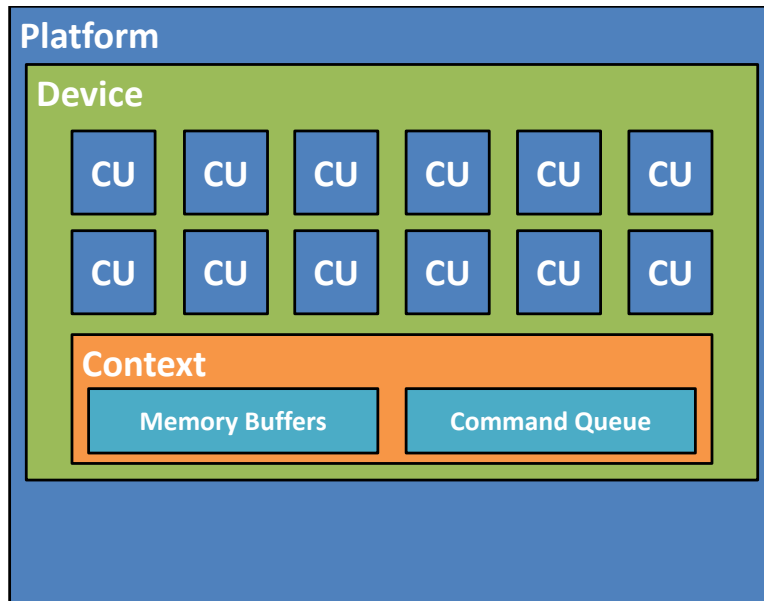 Platform
Device
CU CU CU CU CU CU
CU CU CU CU CU CU
Context
Memory Buffers Command Queue